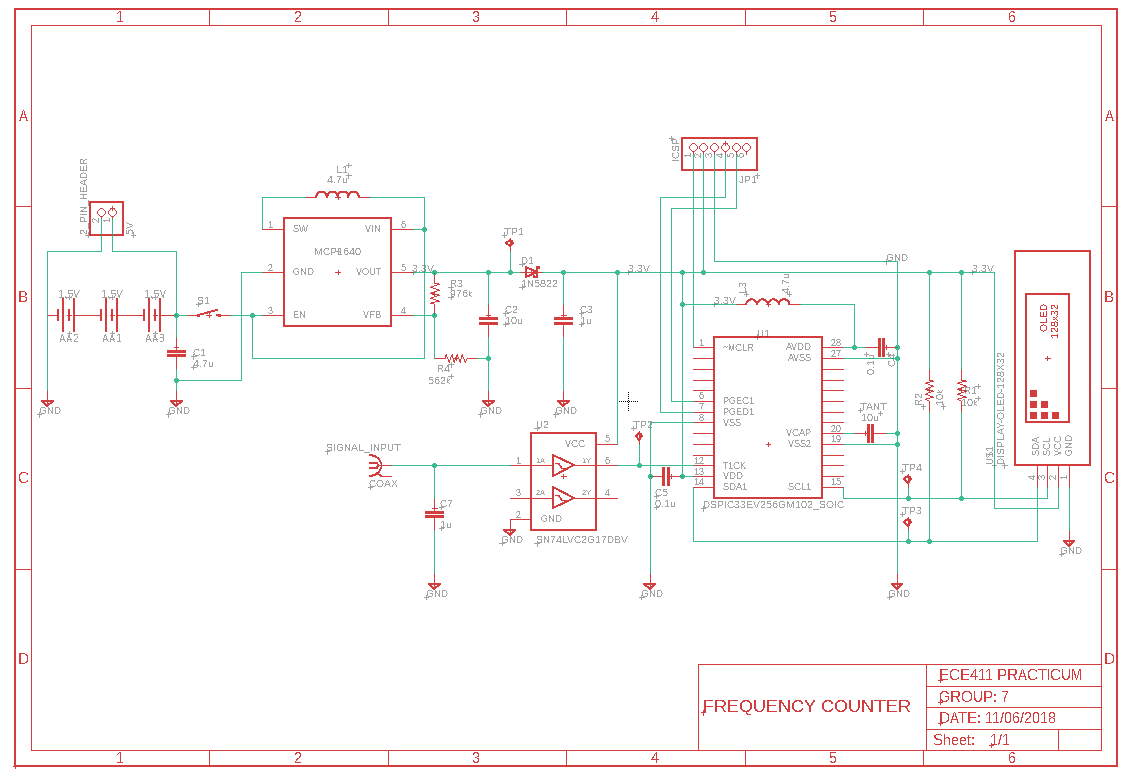 1 2 3 4 5 6
A A
B B
C C
D D
1 2 3 4 5 6
2_PIN_HEADER
2 1
5V
1.5V 1.5V 1.5V
AA2 AA1 AA3
GND
S1
C1
4.7u
GND
L1
4.7u
MCP1640
1 SW
2 GND
3 EN
VIN 6
VOUT 5
VFB 4
3.3V
R3
976k
R4
562k
C2
10u
GND
TP1
D1
1N5822
C3
1u
GND
3.3V
SIGNAL_INPUT
COAX
C7
1u
GND
U2
VCC 5
1 1A 1Y 6
3 2A 2Y 4
2 GND
GND
SN74LVC2G17DBV
TP2
C5
0.1u
GND
ICSP
1 2 3 4 5 6
JP1
GND
3.3V
L3
4.7u
3.3V
U1
1 ~MCLR
6 PGEC1
7 PGED1
8 VSS
12 T1CK
13 VDD
14 SDA1
AVDD 28
AVSS 27
VCAP 20
VSS2 19
SCL1 15
DSPIC33EV256GM102_SOIC
0.1u
TANT
10u
TP4
TP3
GND
R2
10k
R1
10k
U$1
DISPLAY-OLED-128X32
OLED
128x32
SDA SCL VCC GND
4 3 2 1
GND
FREQUENCY COUNTER
ECE411 PRACTICUM
GROUP: 7
DATE: 11/06/2018
Sheet: 1/1